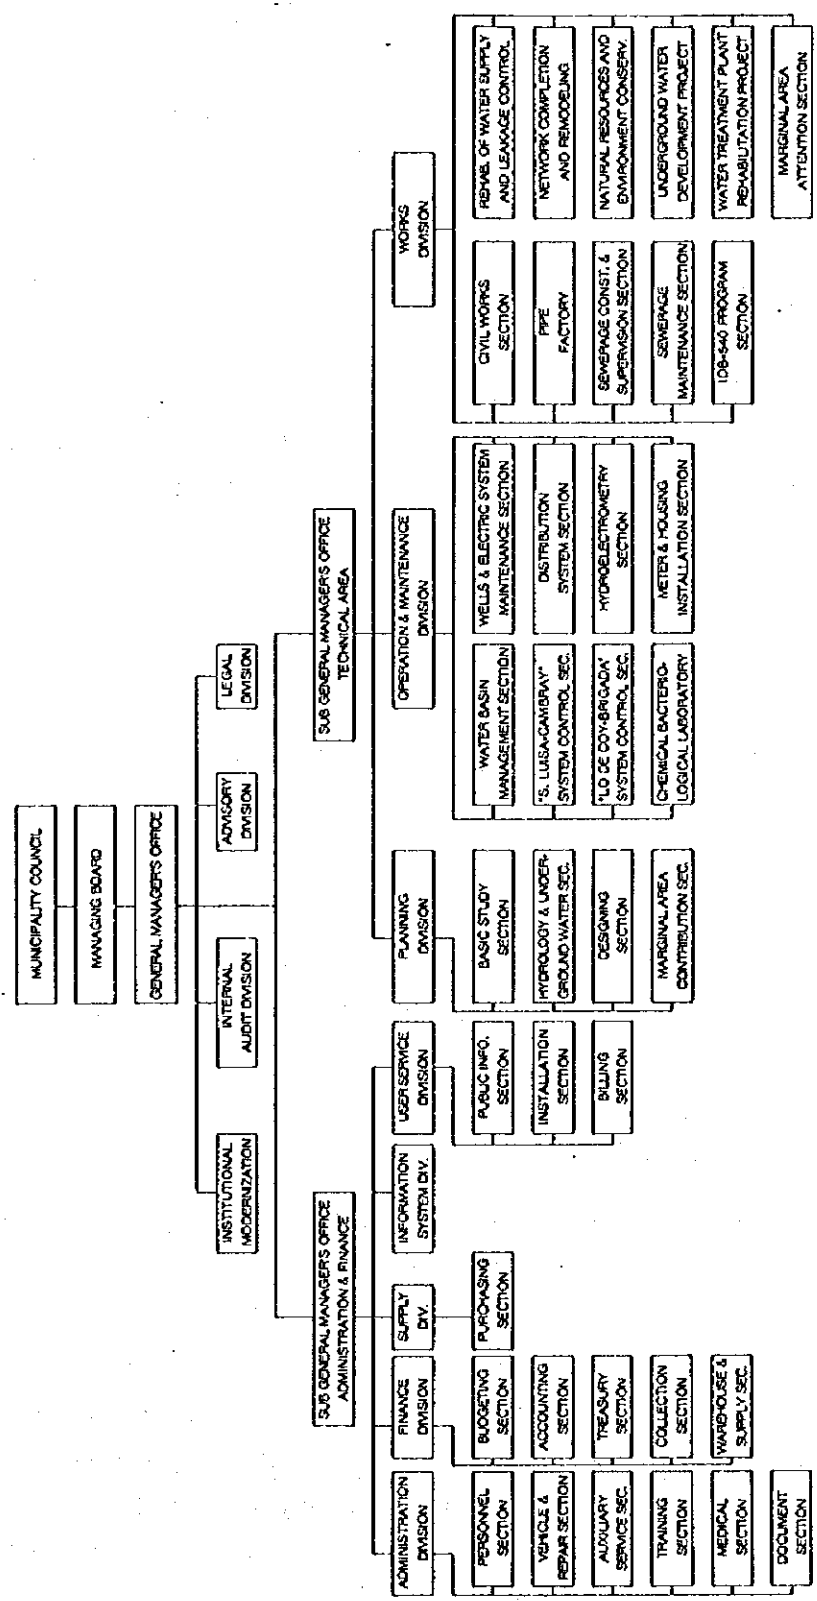 MUNICIPALITY COUNCIL
MANAGING BOARD
GENERAL MANAGER'S OFFICE
INSTITUTIONAL
MODERNIZATION
INTERNAL
AUDIT DIVISION
ADVISORY
DIVISION
LEGAL
DIVISION
SUB GENERAL MANAGER'S OFFICE
ADMINISTRATION & FINANCE
SUB GENERAL MANAGER'S OFFICE
TECHNICAL AREA
ADMINISTRATION
DIVISION
FINANCE
DIVISION
SUPPLY
DIV.
INFORMATION
SYSTEM DIV.
USER SERVICE
DIVISION
PLANNING
DIVISION
OPERATION & MAINTENANCE
DIVISION
WORKS
DIVISION
PERSONNEL
SECTION
VEHICLE &
REPAIR SECTION
AUXILIARY
SERVICE SEC.
TRAINING
SECTION
MEDICAL
SECTION
DOCUMENT
SECTION
BUDGETING
SECTION
ACCOUNTING
SECTION
TREASURY
SECTION
COLLECTION
SECTION
WAREHOUSE &
SUPPLY SEC.
PURCHASING
SECTION
PUBLIC INFO.
SECTION
INSTALLATION
SECTION
BILLING
SECTION
BASIC STUDY
SECTION
HYDROLOGY & UNDER-
GROUND WATER SEC.
DESIGNING
SECTION
MARGINAL AREA
CONTRIBUTION SEC.
WATER BASIN
MANAGEMENT SECTION
"S. LUISA-CAMBRAY"
SYSTEM CONTROL SEC.
"LO DE COY-BRIGADA"
SYSTEM CONTROL SEC.
CHEMICAL BACTERIO-
LOGICAL LABORATORY
WELLS & ELECTRIC SYSTEM
MAINTENANCE SECTION
DISTRIBUTION
SYSTEM SECTION
HYDROELECTROMETRY
SECTION
METER & HOUSING
INSTALLATION SECTION
CIVIL WORKS
SECTION
PIPE
FACTORY
SEWERAGE CONST. &
SUPERVISION SECTION
SEWERAGE
MAINTENANCE SECTION
IDB-540 PROGRAM
SECTION
REHAB. OF WATER SUPPLY
AND LEAKAGE CONTROL
NETWORK COMPLETION
AND REMODELING
NATURAL RESOURCES AND
ENVIRONMENT CONSERV.
UNDERGROUND WATER
DEVELOPMENT PROJECT
WATER TREATMENT PLANT
REHABILITATION PROJECT
MARGINAL AREA
ATTENTION SECTION